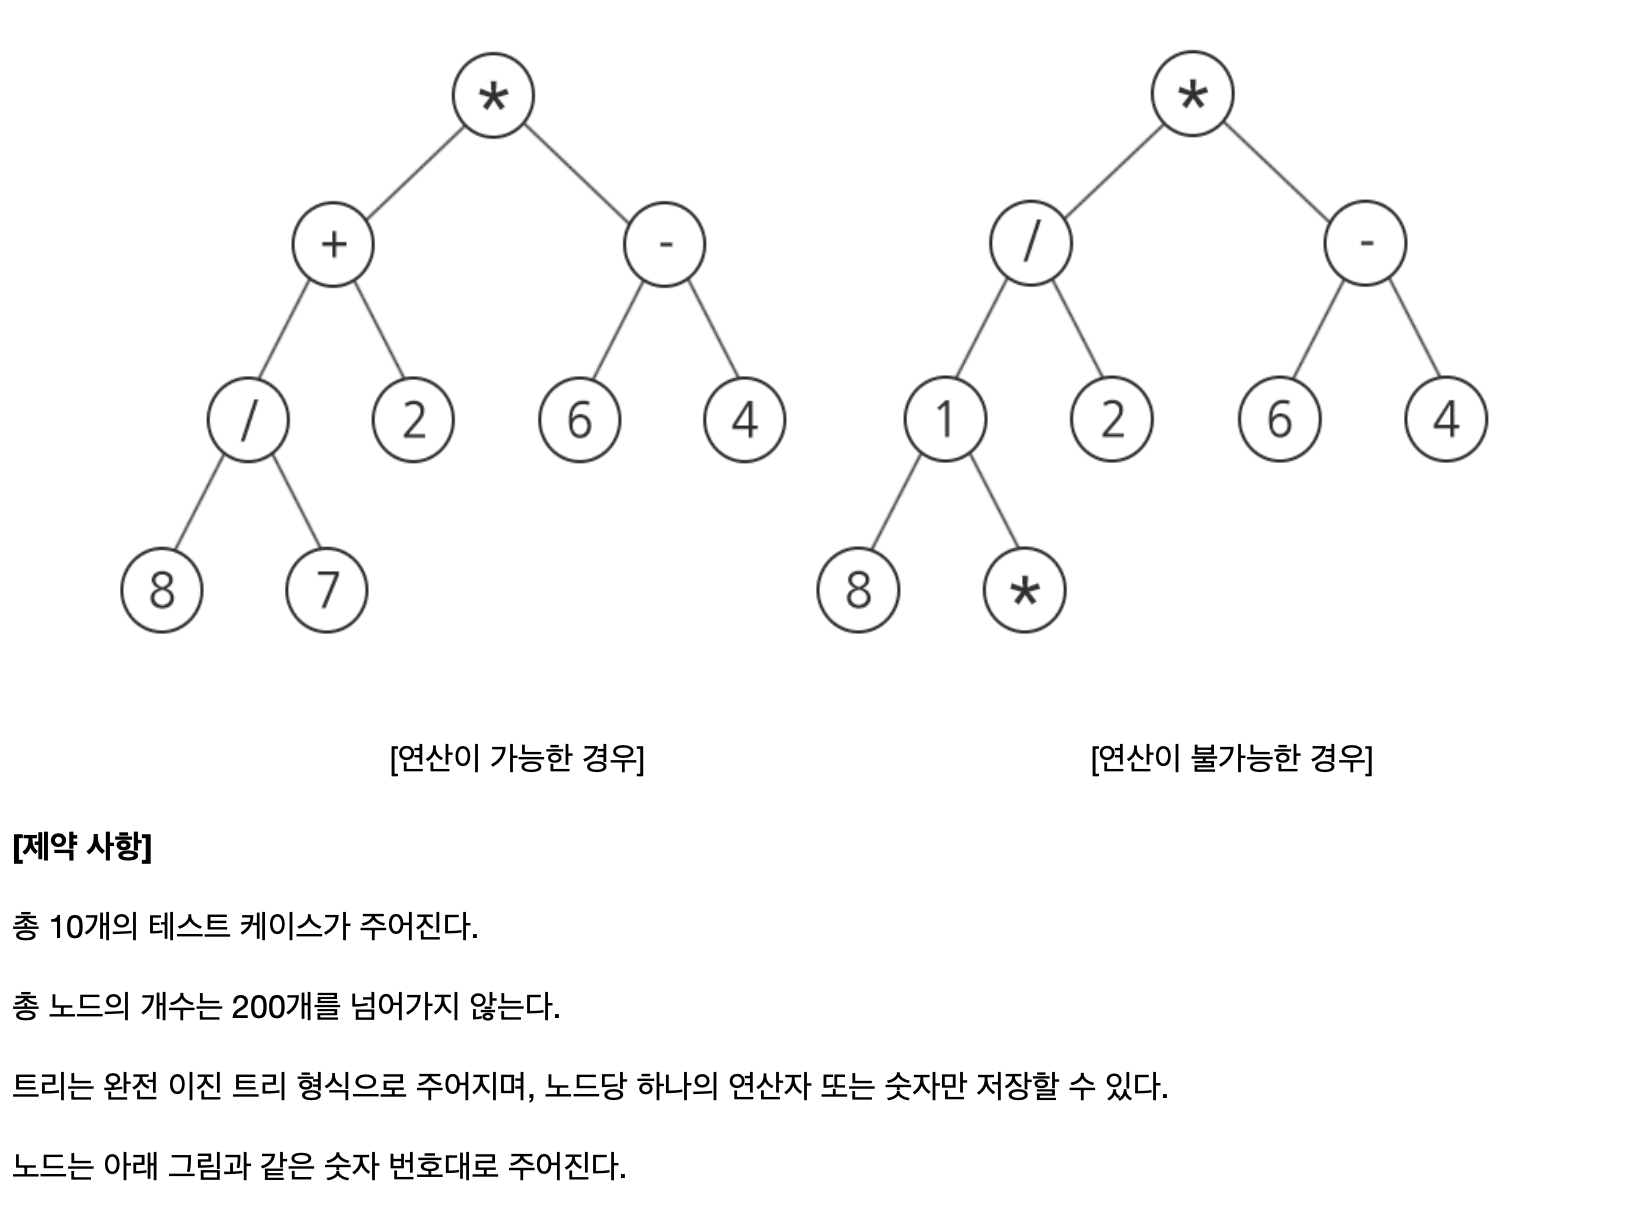 * *
+ - / -
/ 2 6 4 1 2 6 4
8 7 8 *
[연산이 가능한 경우] [연산이 불가능한 경우]
[제약 사항]
총 10개의 테스트 케이스가 주어진다.
총 노드의 개수는 200개를 넘어가지 않는다.
트리는 완전 이진 트리 형식으로 주어지며, 노드당 하나의 연산자 또는 숫자만 저장할 수 있다.
노드는 아래 그림과 같은 숫자 번호대로 주어진다.